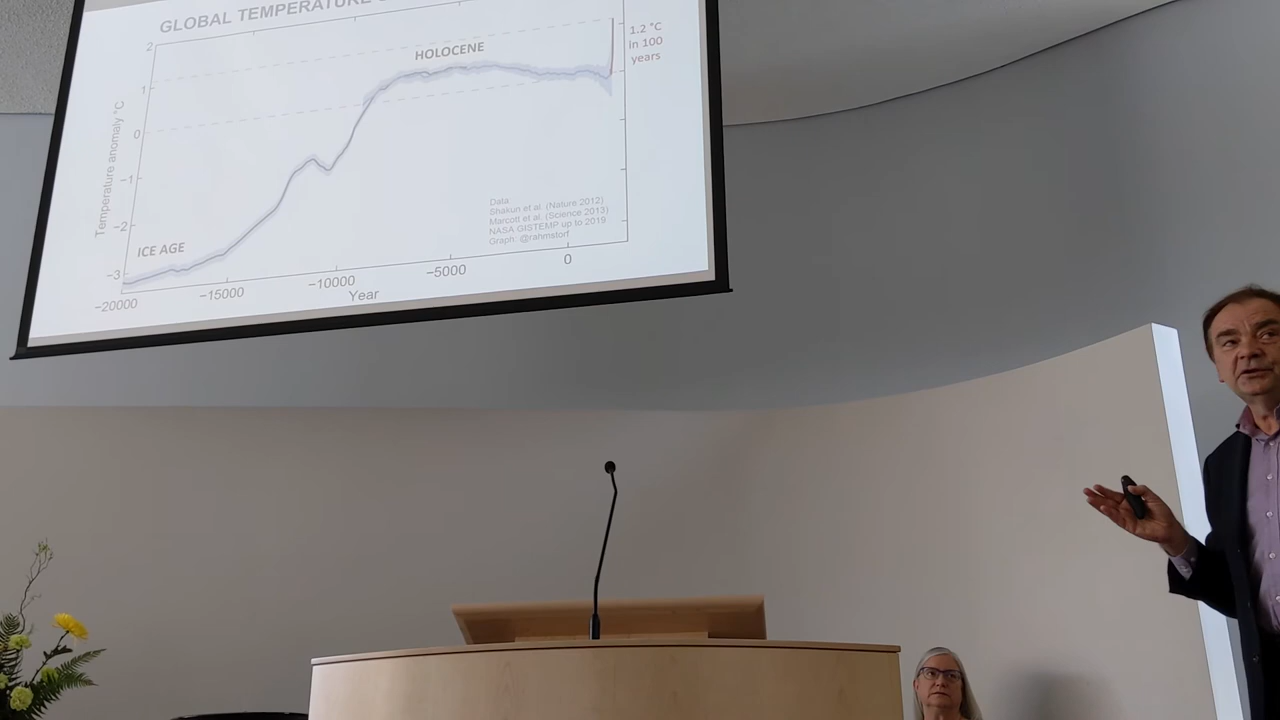 GLOBAL TEMPERATURE
2
1
0
−1
−2
−3
Temperature anomaly °C
HOLOCENE
1.2 °C
in 100
years
ICE AGE
Data
Shakun et al. (Nature 2012)
Marcott et al. (Science 2013)
NASA GISTEMP up to 2019
Graph: @rahmstorf
−20000
−15000
−10000
−5000
0
Year